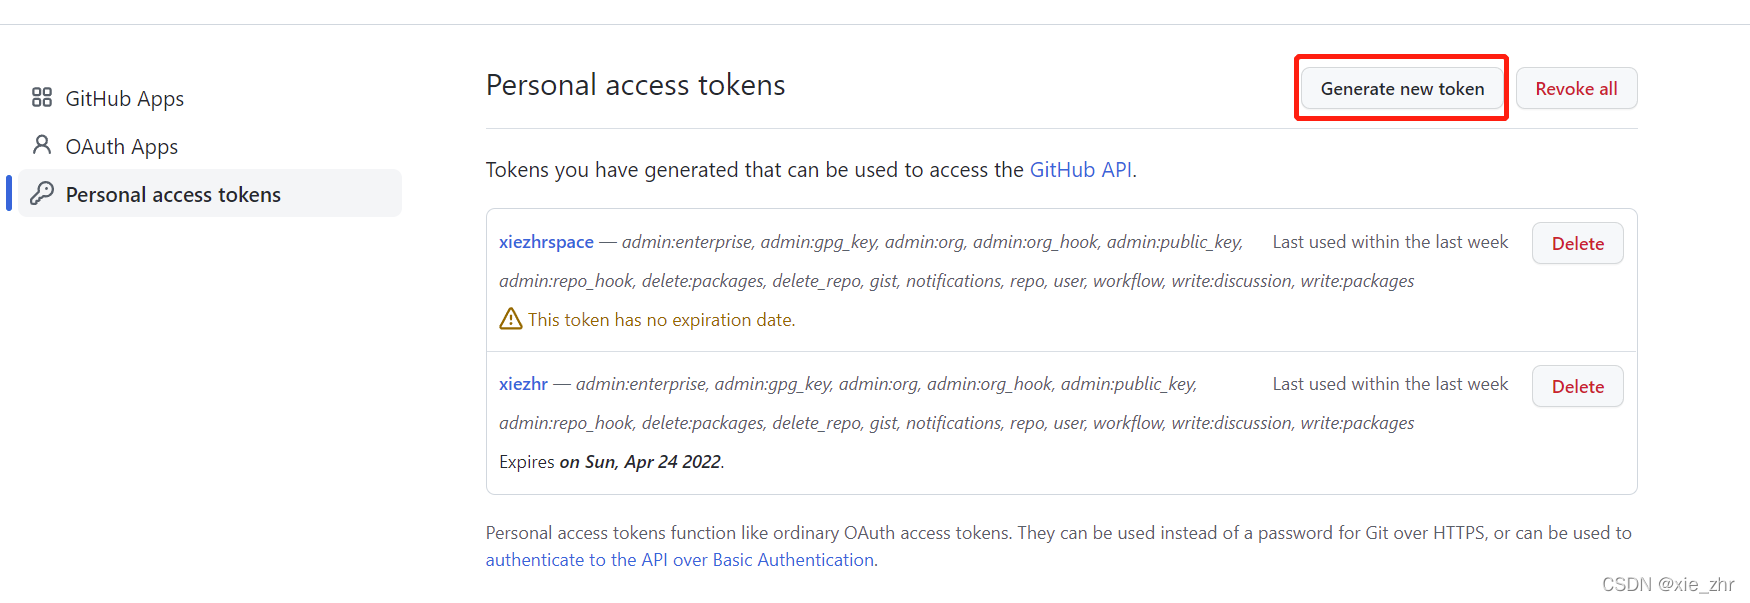 GitHub Apps
OAuth Apps
Personal access tokens
Personal access tokens
Generate new token
Revoke all
Tokens you have generated that can be used to access the GitHub API.
xiezhrspace — admin:enterprise, admin:gpg_key, admin:org, admin:org_hook, admin:public_key,
Last used within the last week
Delete
admin:repo_hook, delete:packages, delete_repo, gist, notifications, repo, user, workflow, write:discussion, write:packages
This token has no expiration date.
xiezhr — admin:enterprise, admin:gpg_key, admin:org, admin:org_hook, admin:public_key,
Last used within the last week
Delete
admin:repo_hook, delete:packages, delete_repo, gist, notifications, repo, user, workflow, write:discussion, write:packages
Expires on Sun, Apr 24 2022.
Personal access tokens function like ordinary OAuth access tokens. They can be used instead of a password for Git over HTTPS, or can be used to
authenticate to the API over Basic Authentication.
CSDN @xie_zhr